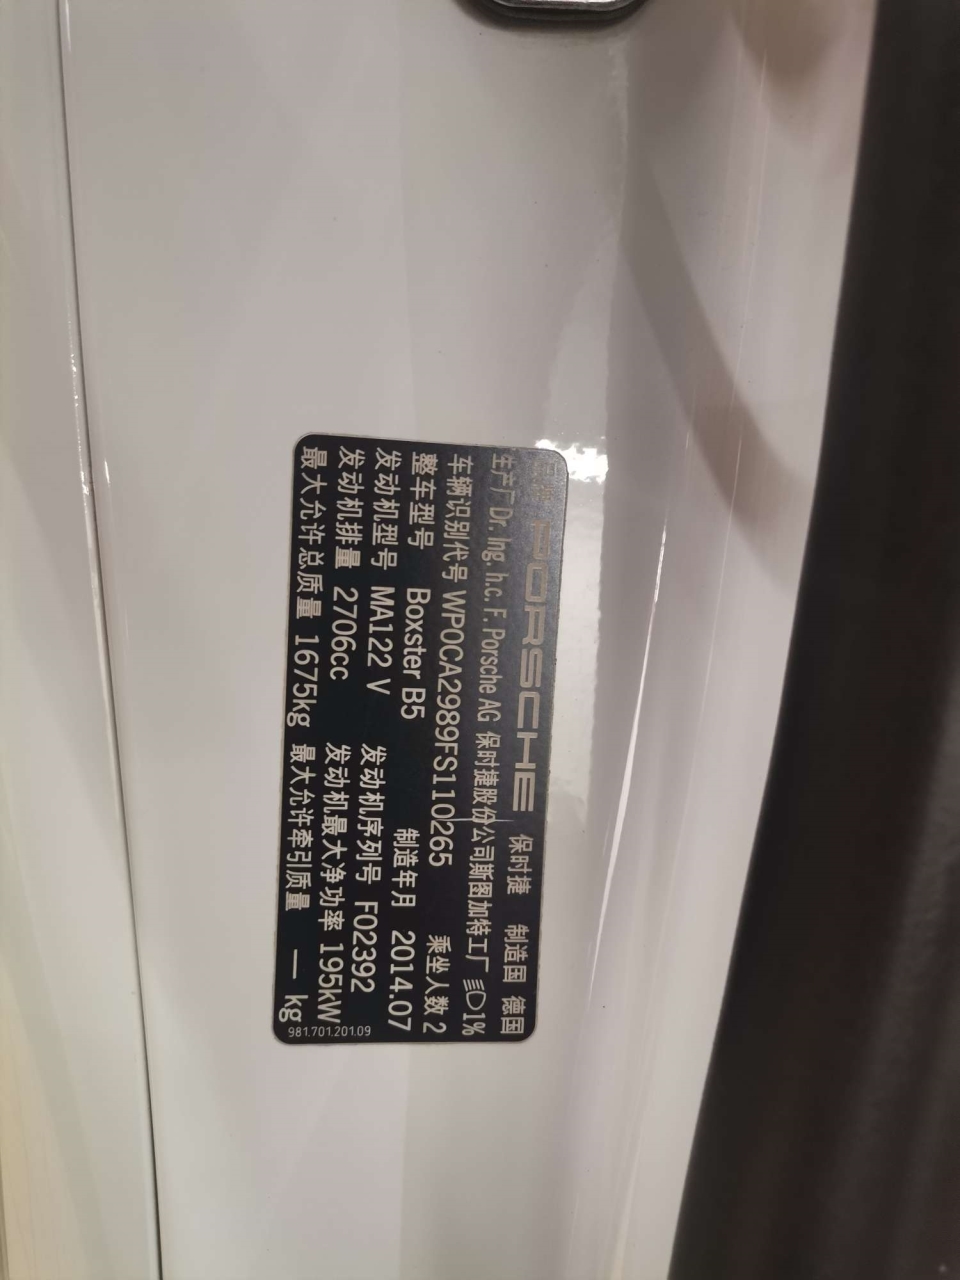 品牌 PORSCHE 保时捷 制造国 德国
生产厂 Dr. Ing. h.c. F. Porsche AG 保时捷股份公司斯图加特工厂 1%
车辆识别代号 WP0CA2989FS110265 乘坐人数 2
整车型号 Boxster B5 制造年月 2014.07
发动机型号 MA122 V 发动机序列号 F02392
发动机排量 2706cc 发动机最大净功率 195kW
最大允许总质量 1675kg 最大允许牵引质量 — kg
981.701.201.09